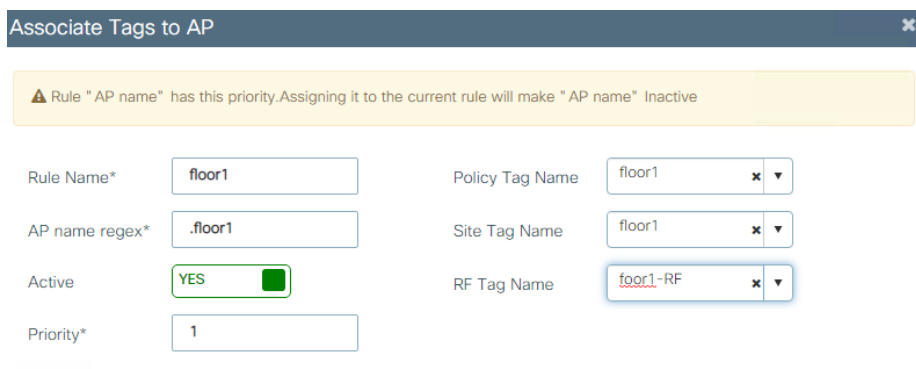 Associate Tags to AP
Rule "AP name" has this priority.Assigning it to the current rule will make "AP name" Inactive
Rule Name* floor1 Policy Tag Name floor1
AP name regex* .floor1 Site Tag Name floor1
Active YES RF Tag Name foor1-RF
Priority* 1